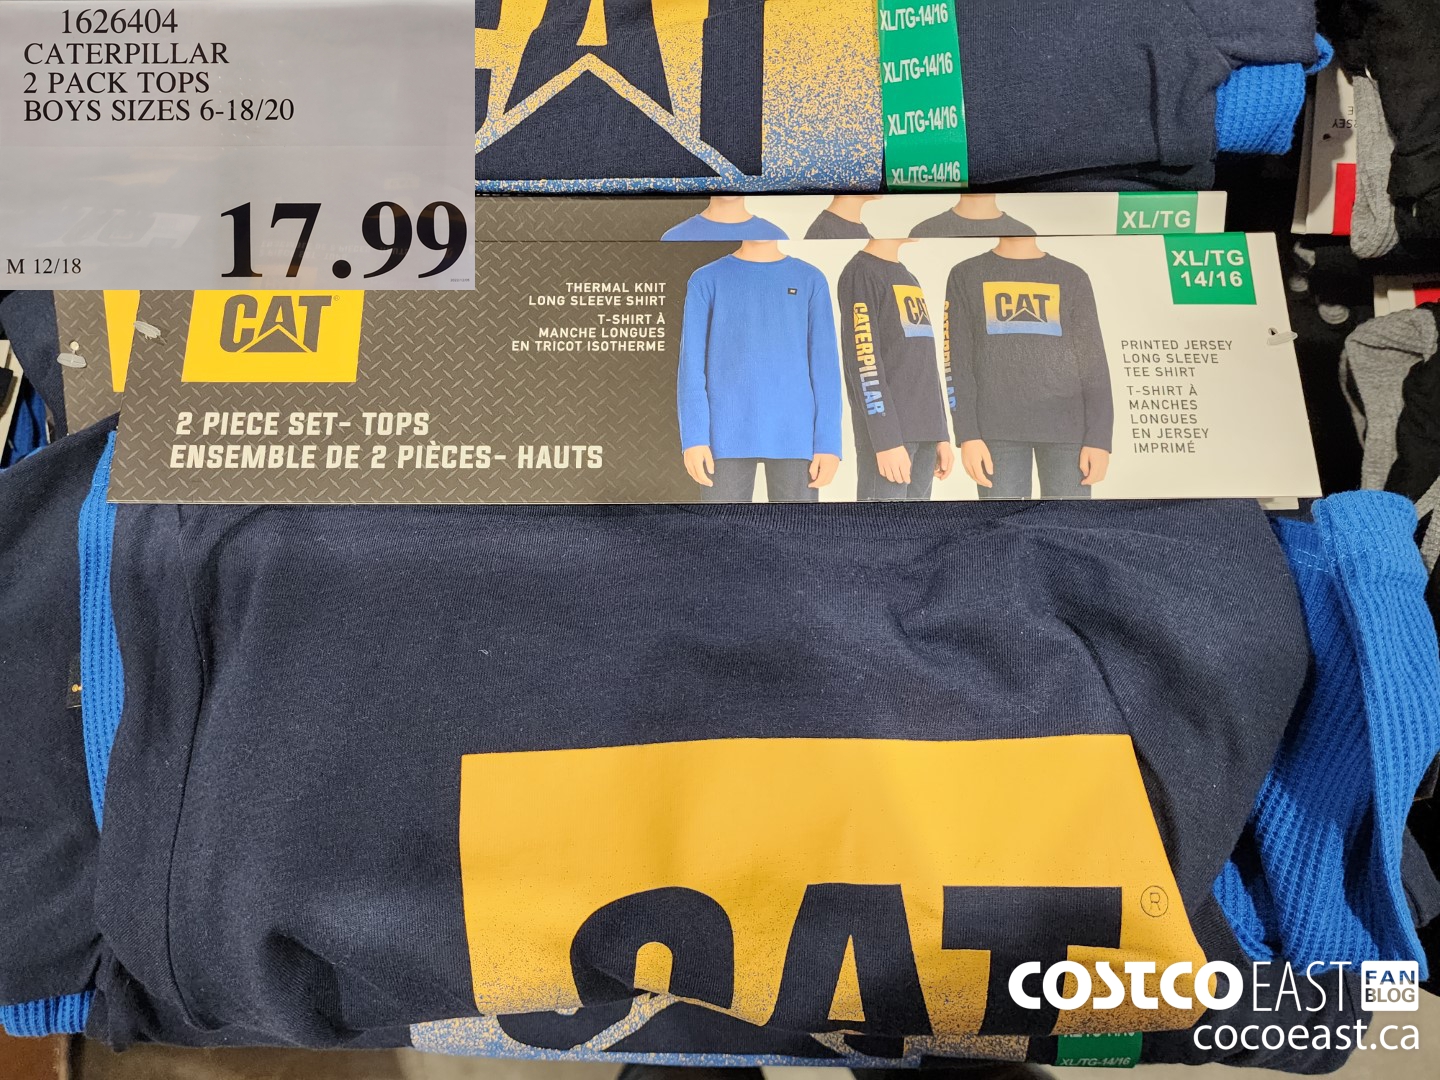 1626404
CATERPILLAR
2 PACK TOPS
BOYS SIZES 6-18/20
17.99
M 12/18
XL/TG-14/16
XL/TG-14/16
XL/TG-14/16
XL/TG-14/16
XL/TG
XL/TG
14/16
CAT
THERMAL KNIT
LONG SLEEVE SHIRT
T-SHIRT À
MANCHE LONGUES
EN TRICOT ISOTHERME
2 PIECE SET- TOPS
ENSEMBLE DE 2 PIÈCES- HAUTS
CATERPILLAR
CAT
PRINTED JERSEY
LONG SLEEVE
TEE SHIRT
T-SHIRT À
MANCHES
LONGUES
EN JERSEY
IMPRIMÉ
CAT®
XL/TG-14/16
COSTCO EAST FAN BLOG
cocoeast.ca